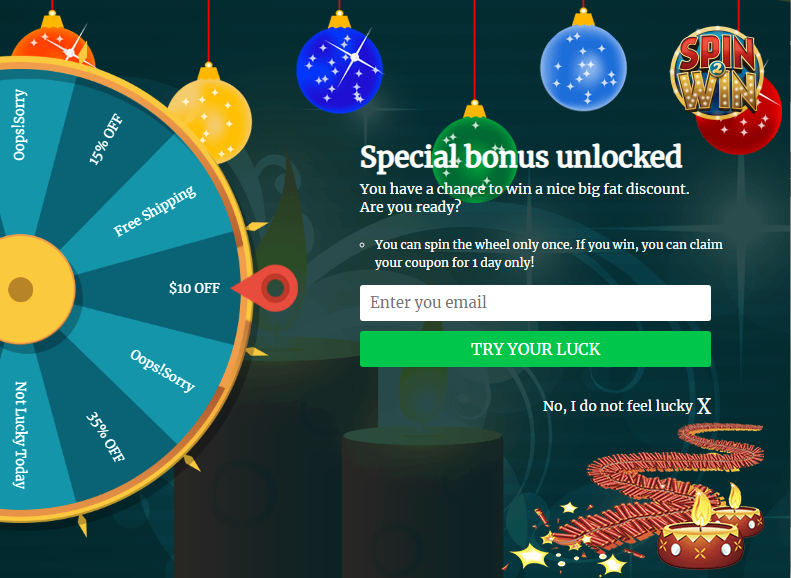 SPIN
2
WIN
Oops!Sorry
15% OFF
Free Shipping
$10 OFF
Oops!Sorry
35% OFF
Not Lucky Today
Special bonus unlocked
You have a chance to win a nice big fat discount.
Are you ready?
You can spin the wheel only once. If you win, you can claim
your coupon for 1 day only!
Enter you email
TRY YOUR LUCK
No, I do not feel lucky X